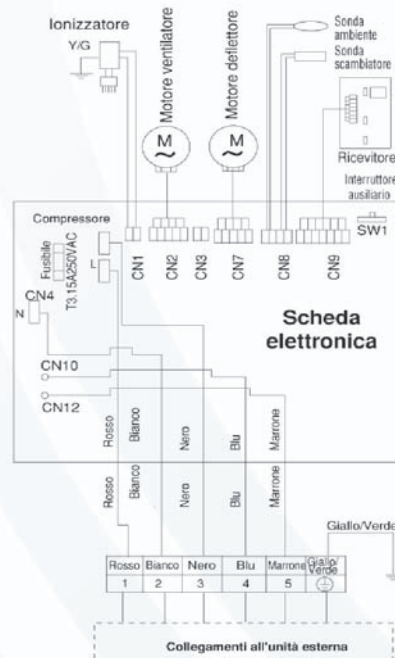 Ionizzatore
Y/G
Motore ventilatore
Motore deflettore
Sonda
ambiente
Sonda
scambiatore
M
~
M
~
Ricevitore
Interruttore
ausiliario
SW1
Compressore
Fusibile
T3.15A250VAC
L
N
CN4
CN1
CN2
CN3
CN7
CN8
CN9
CN10
CN12
Scheda
elettronica
Rosso
Bianco
Nero
Blu
Marrone
Rosso
Bianco
Nero
Blu
Marrone
Giallo/Verde
Rosso Bianco Nero Blu Marrone Giallo/
Verde
1 2 3 4 5
Collegamenti all'unità esterna